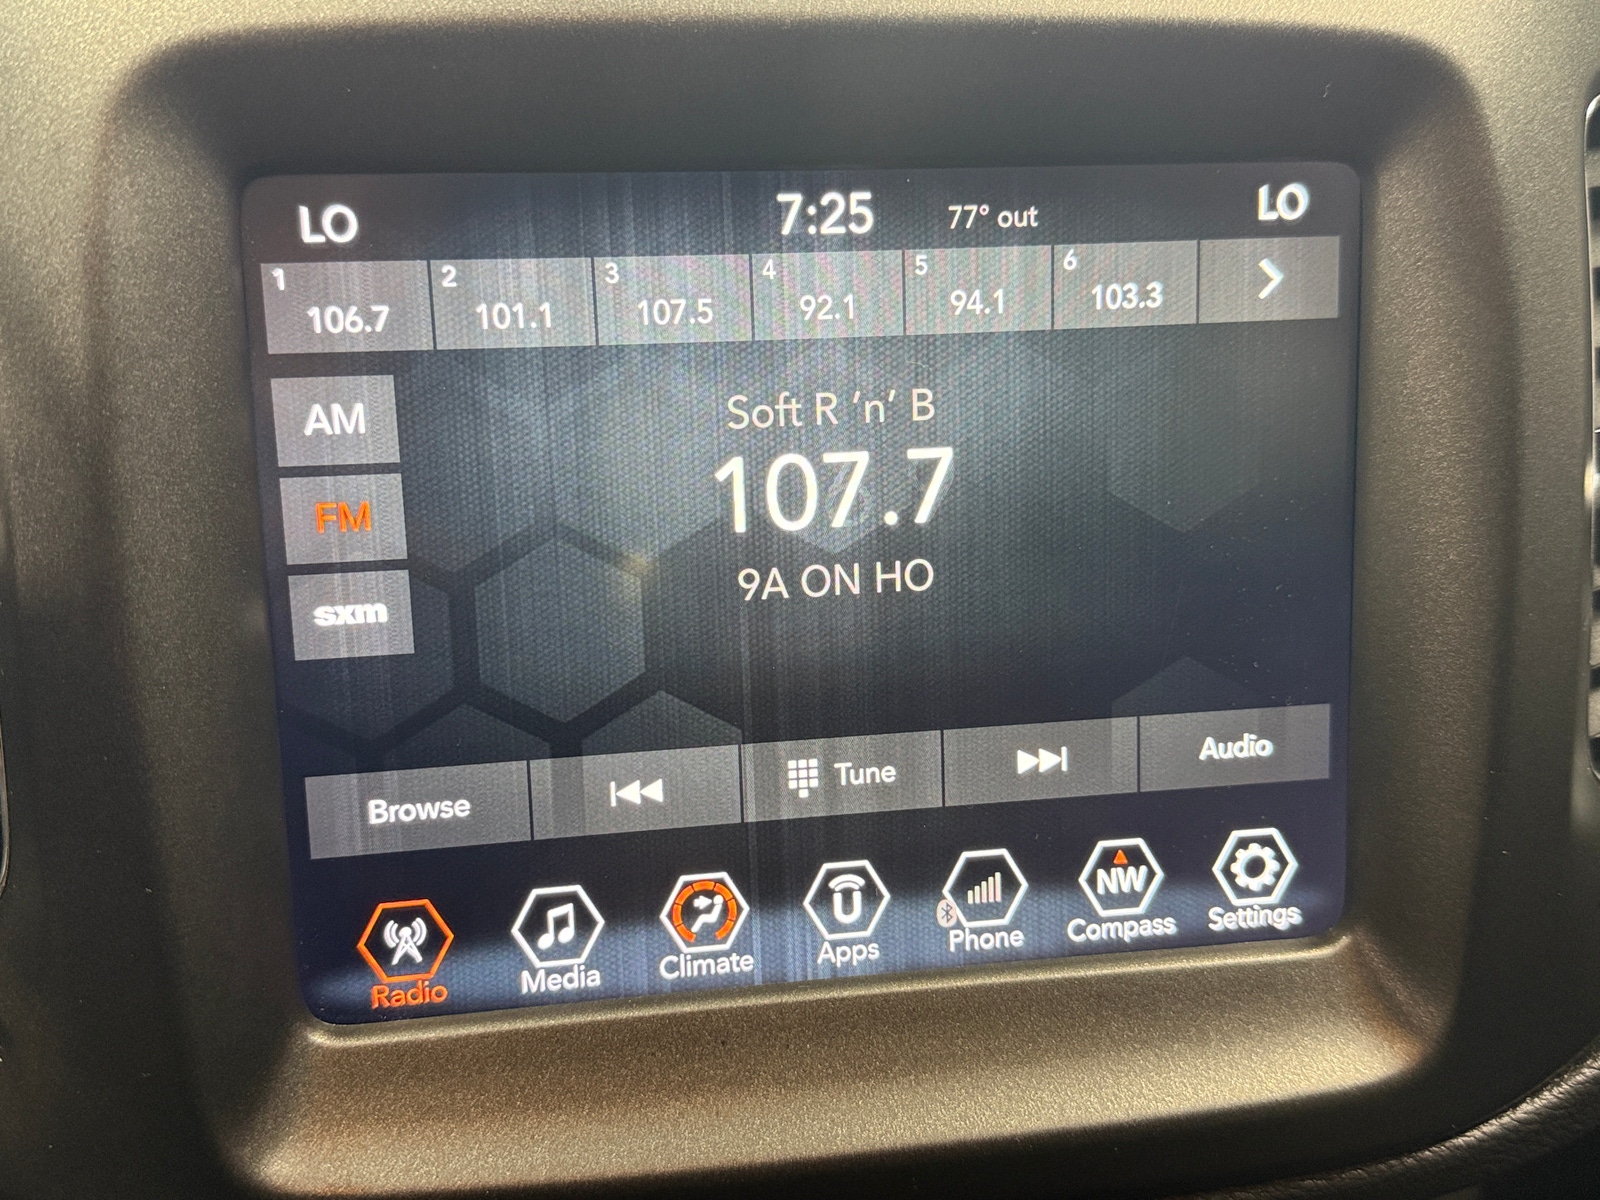 LO 7:25 77° out LO
1 2 3 4 5 6
106.7 101.1 107.5 92.1 94.1 103.3
AM
FM
sxm
Soft R 'n' B
107.7
9A ON HO
Browse Tune Audio
U NW
Radio Media Climate Apps Phone Compass Settings